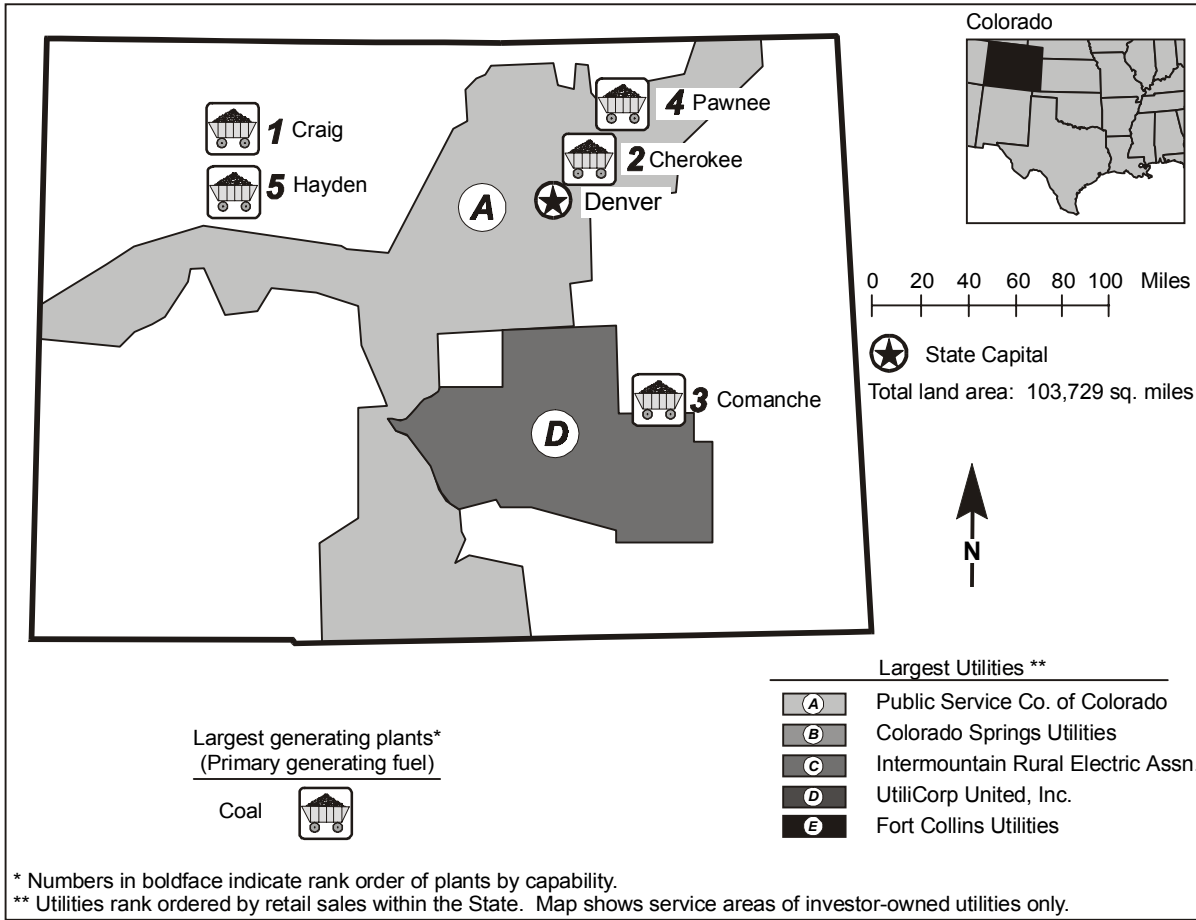 Colorado
4 Pawnee
1 Craig
2 Cherokee
5 Hayden
A
Denver
0 20 40 60 80 100 Miles
State Capital
Total land area: 103,729 sq. miles
3 Comanche
D
N
Largest Utilities **
A Public Service Co. of Colorado
B Colorado Springs Utilities
C Intermountain Rural Electric Assn.
D UtiliCorp United, Inc.
E Fort Collins Utilities
Largest generating plants*
(Primary generating fuel)
Coal
* Numbers in boldface indicate rank order of plants by capability.
** Utilities rank ordered by retail sales within the State. Map shows service areas of investor-owned utilities only.